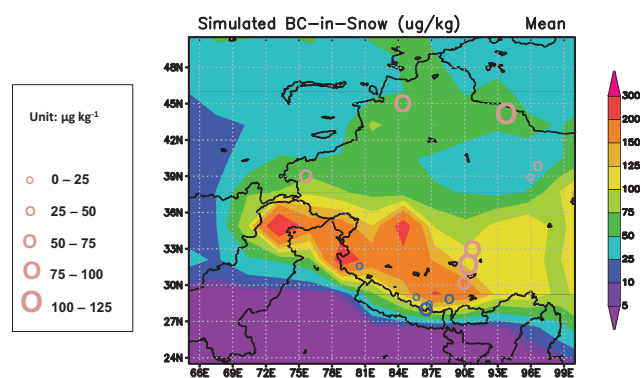 Simulated BC-in-Snow (ug/kg) Mean
Unit: µg kg-1
0 – 25
25 – 50
50 – 75
75 – 100
100 – 125
48N
45N
42N
39N
36N
33N
30N
27N
24N
66E 69E 72E 75E 78E 81E 84E 87E 90E 93E 96E 99E
300
200
150
125
100
75
50
25
10
5